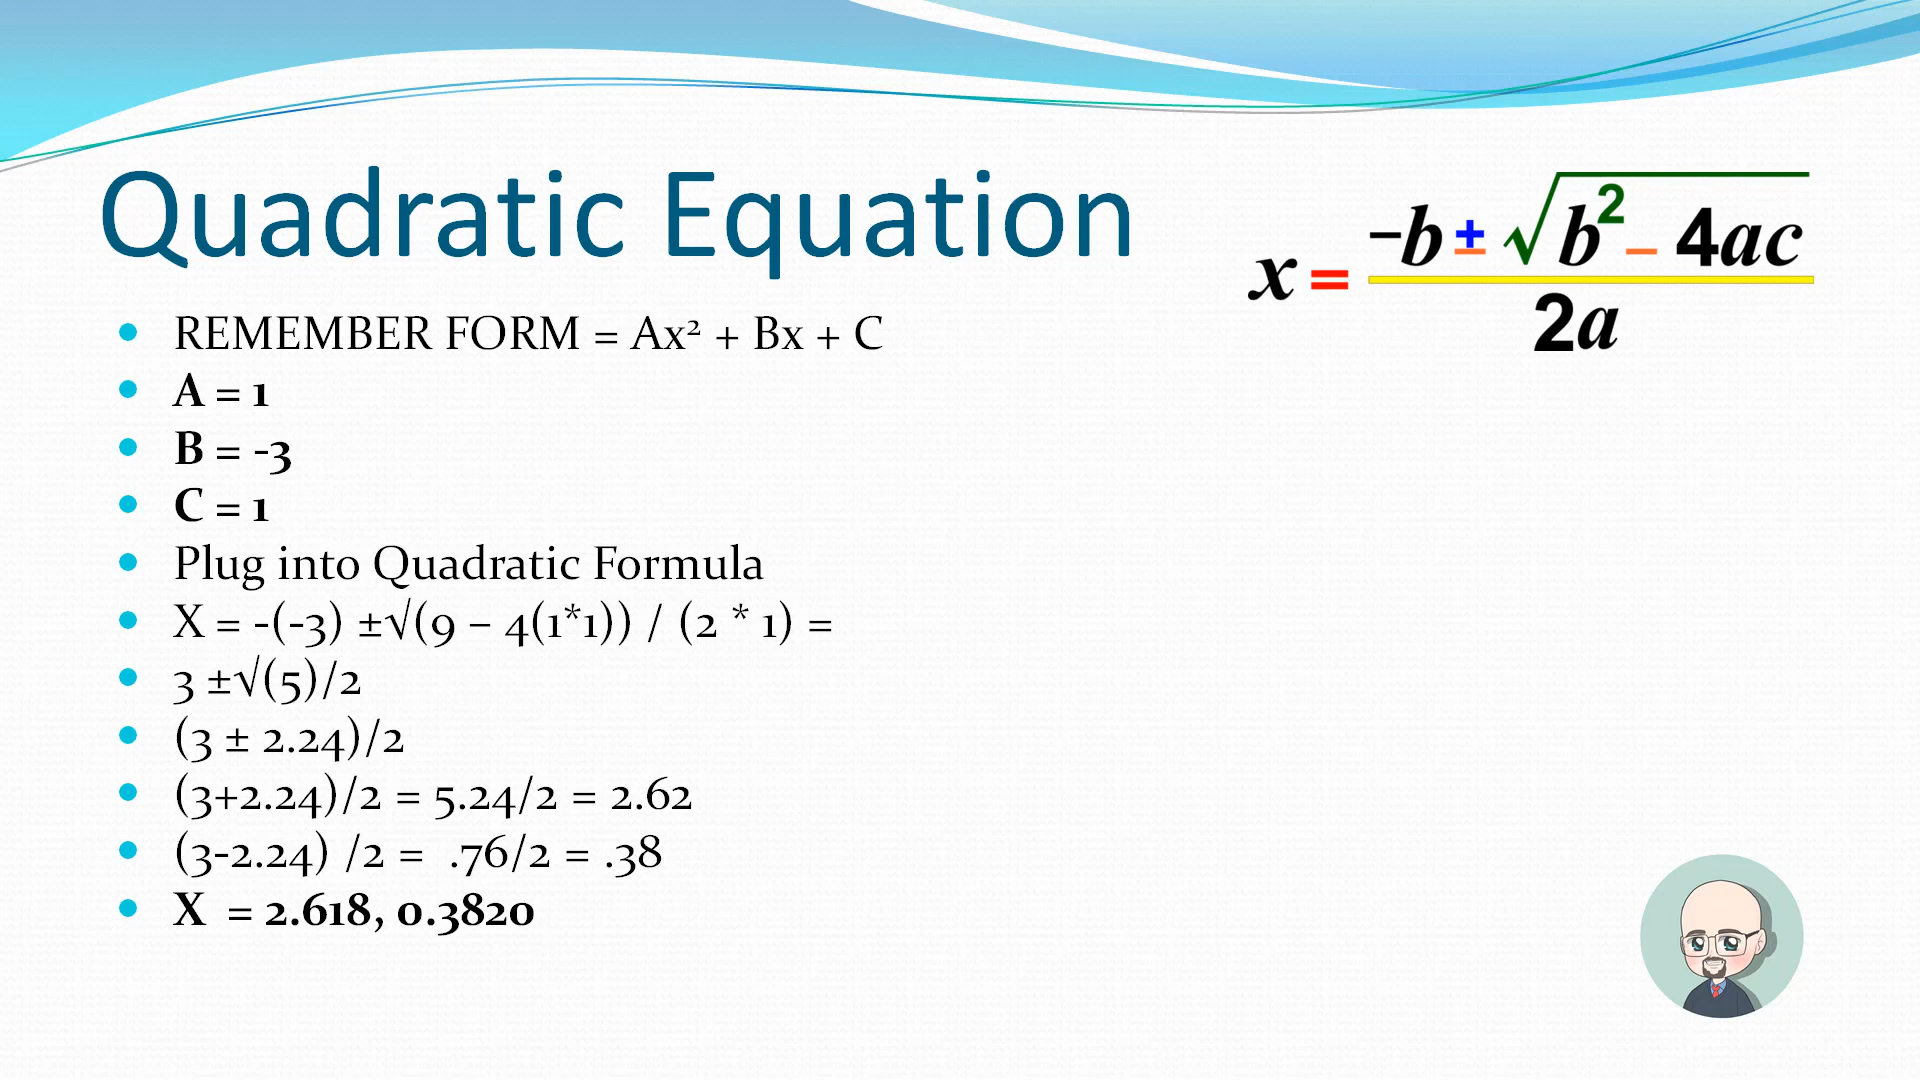 Quadratic Equation
x = −b ± √b² − 4ac
2a
REMEMBER FORM = Ax² + Bx + C
A = 1
B = -3
C = 1
Plug into Quadratic Formula
X = -(-3) ±√(9 – 4(1*1)) / (2 * 1) =
3 ±√(5)/2
(3 ± 2.24)/2
(3+2.24)/2 = 5.24/2 = 2.62
(3-2.24) /2 =  .76/2 = .38
X  = 2.618, 0.3820